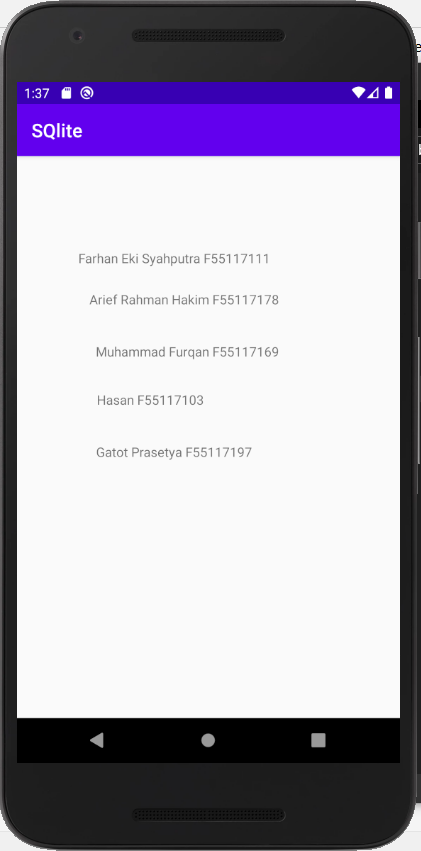 1:37
SQlite
Farhan Eki Syahputra F55117111
Arief Rahman Hakim F55117178
Muhammad Furqan F55117169
Hasan F55117103
Gatot Prasetya F55117197